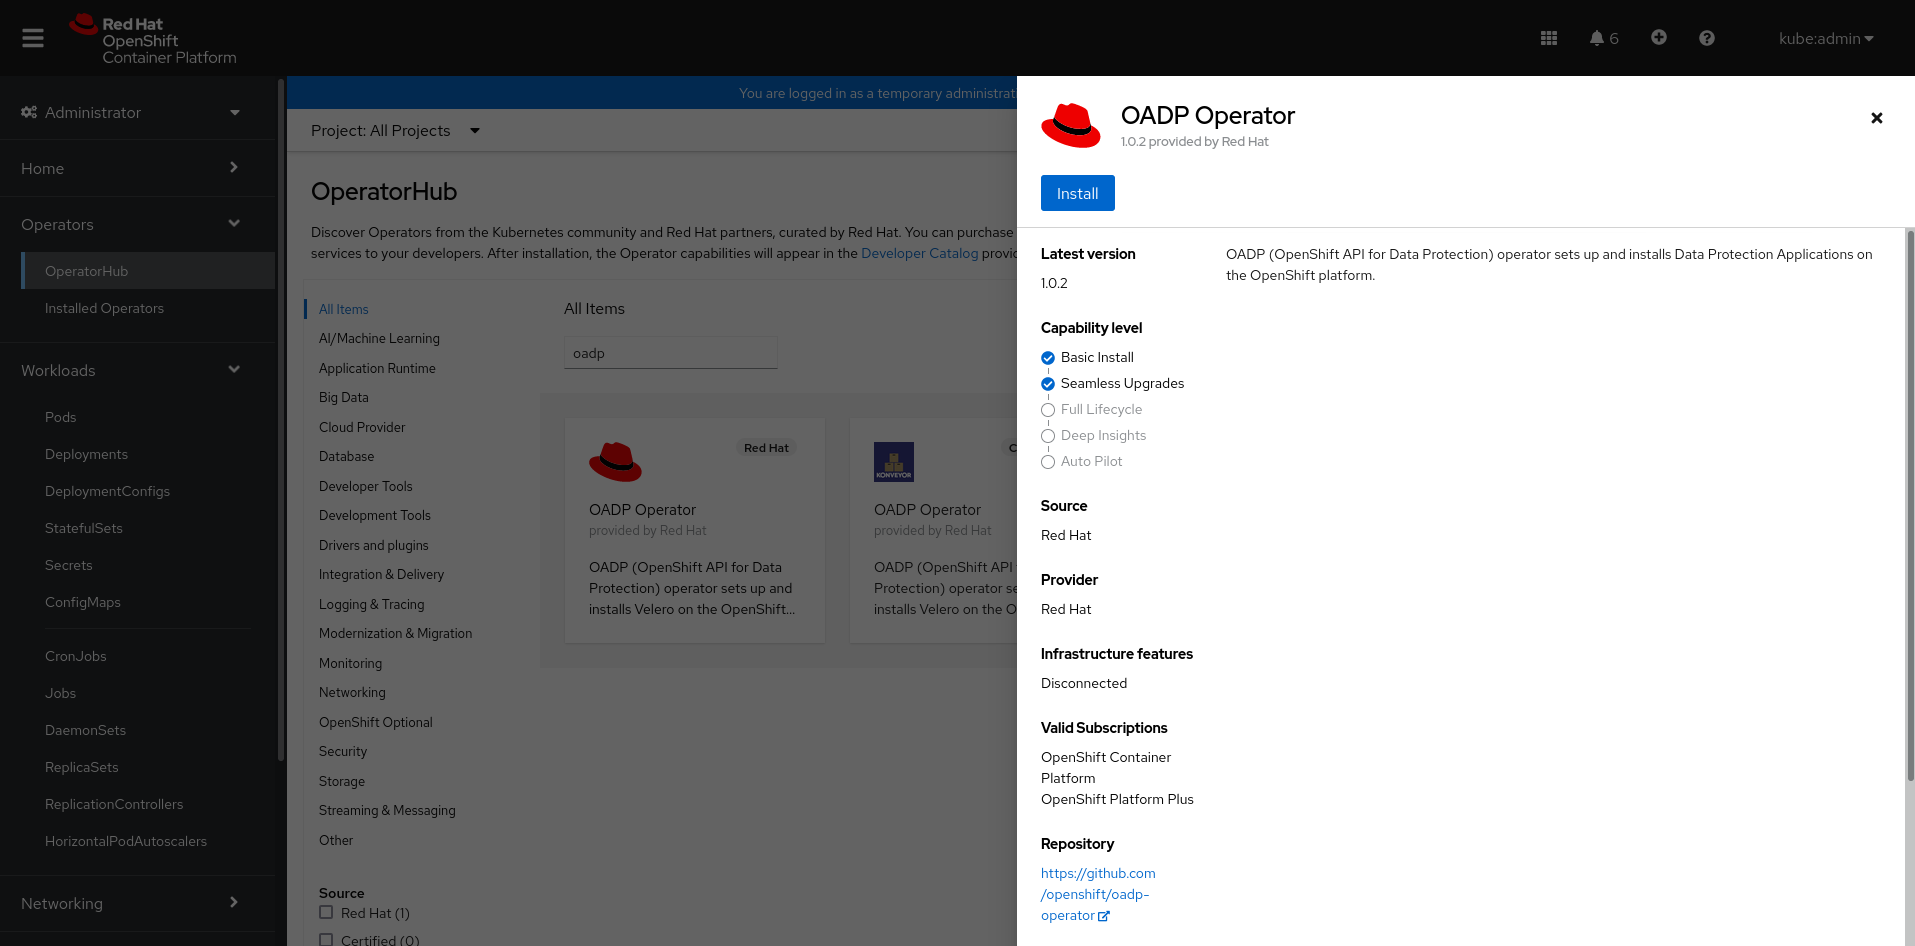 Red Hat
OpenShift
Container Platform
6
kube:admin
Administrator
Home
Operators
OperatorHub
Installed Operators
Workloads
Pods
Deployments
DeploymentConfigs
StatefulSets
Secrets
ConfigMaps
CronJobs
Jobs
DaemonSets
ReplicaSets
ReplicationControllers
HorizontalPodAutoscalers
Networking
You are logged in as a temporary
Project: All Projects
OperatorHub
Discover Operators from the Kubernetes community and Red Hat partners, curated by Red Hat. You can purchase
services to your developers. After installation, the Operator capabilities will appear in the Developer Catalog
All Items
AI/Machine Learning
Application Runtime
Big Data
Cloud Provider
Database
Developer Tools
Development Tools
Drivers and plugins
Integration & Delivery
Logging & Tracing
Modernization & Migration
Monitoring
Networking
OpenShift Optional
Security
Storage
Streaming & Messaging
Other
Source
Red Hat (1)
Certified (0)
All Items
oadp
Red Hat
OADP Operator
provided by Red Hat
OADP (OpenShift API for Data
Protection) operator sets up and
installs Velero on the OpenShift...
C
KONVEYOR
OADP Operator
provided by Red Hat
OADP (OpenShift API
Protection) operator
installs Velero on the
OADP Operator
1.0.2 provided by Red Hat
Install
Latest version
1.0.2
Capability level
Basic Install
Seamless Upgrades
Full Lifecycle
Deep Insights
Auto Pilot
Source
Red Hat
Provider
Red Hat
Infrastructure features
Disconnected
Valid Subscriptions
OpenShift Container
Platform
OpenShift Platform Plus
Repository
https://github.com
/openshift/oadp-
operator
OADP (OpenShift API for Data Protection) operator sets up and installs Data Protection Applications on
the OpenShift platform.